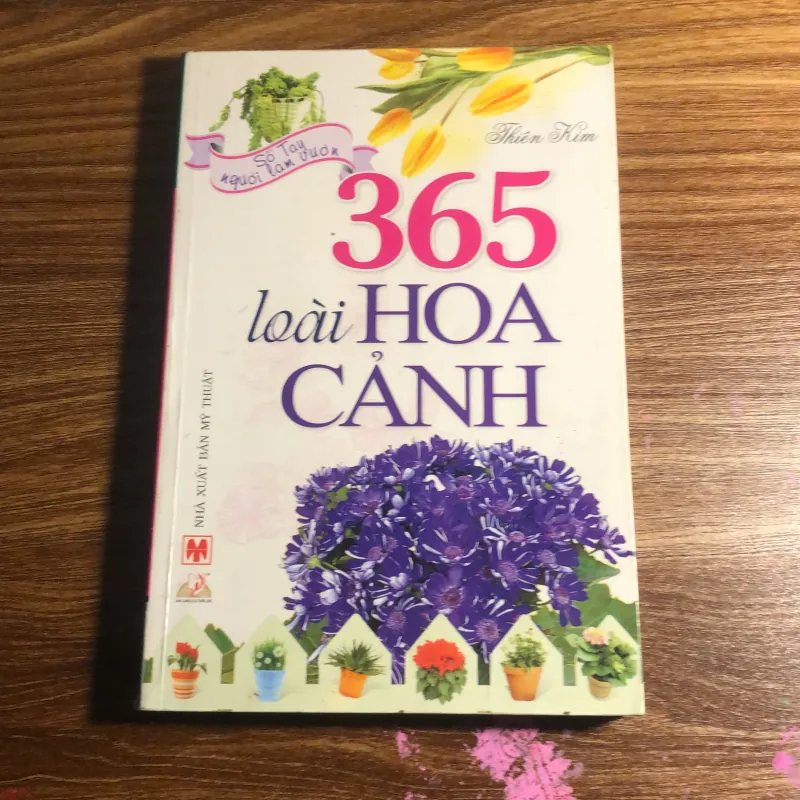 Thiên Kim
Sổ Tay
Người Làm Vườn
365
loài HOA
CẢNH
NHÀ XUẤT BẢN MỸ THUẬT